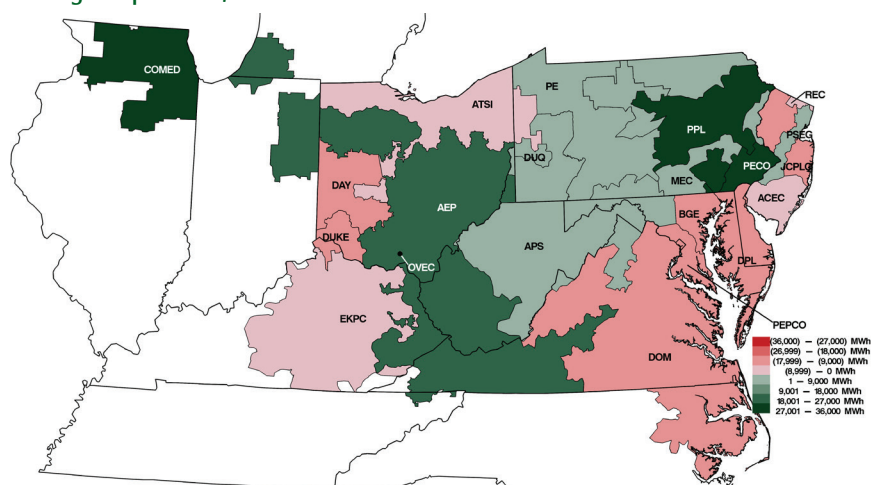 COMED
ATSI
PE
REC
PPL
PSEG
DUQ
PECO
JCPLC
MEC
DAY
ACEC
AEP
BGE
DUKE
APS
DPL
OVEC
EKPC
PEPCO
DOM
(36,000) – (27,000) MWh
(26,999) – (18,000) MWh
(17,999) – (9,000) MWh
(8,999) – 0 MWh
1 – 9,000 MWh
9,001 – 18,000 MWh
18,001 – 27,000 MWh
27,001 – 36,000 MWh